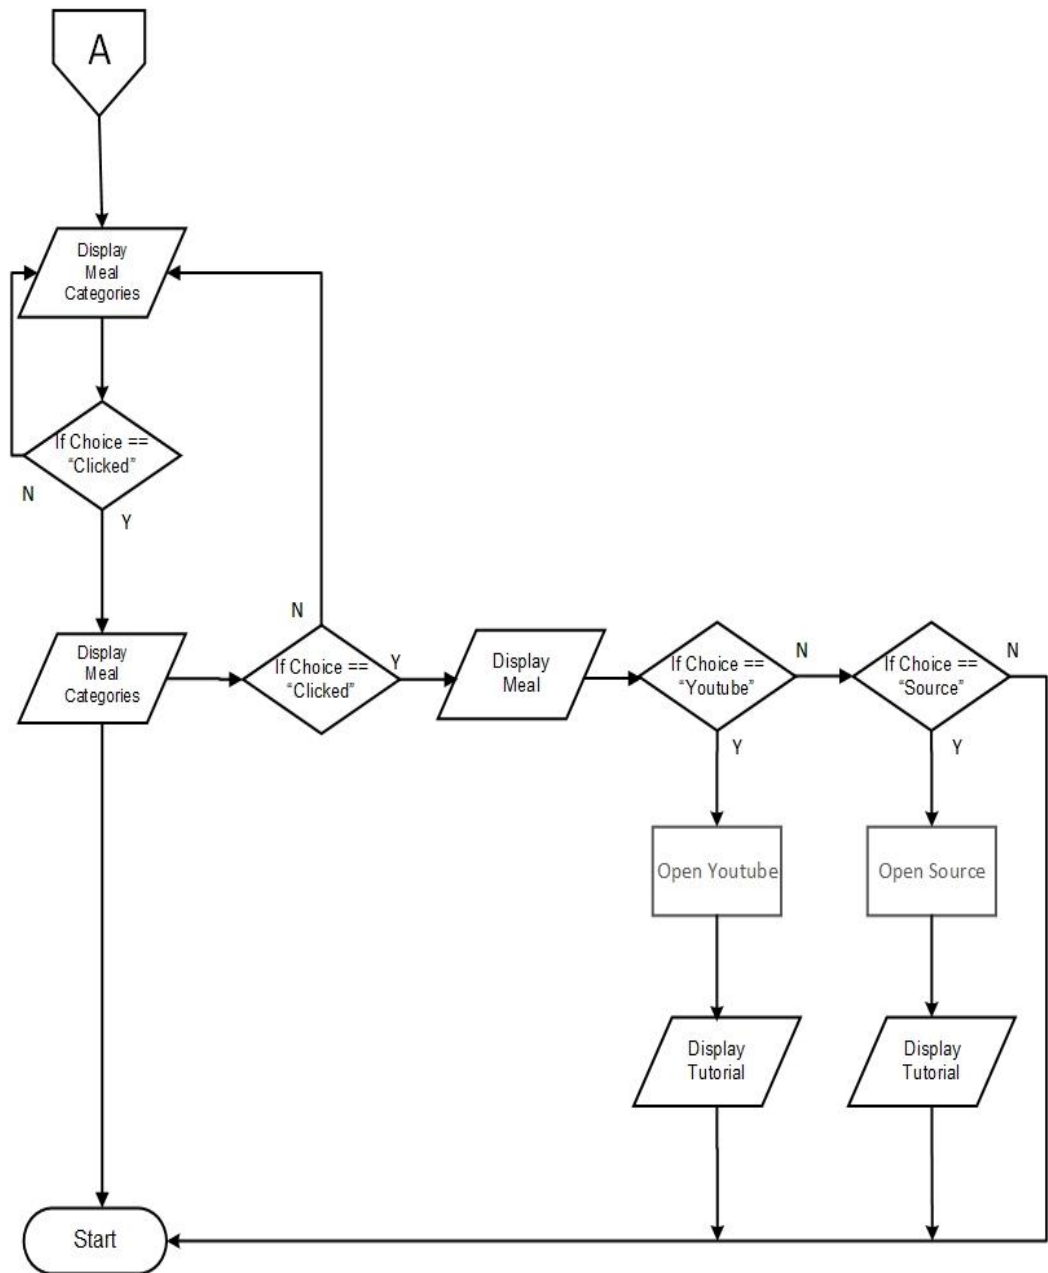 A
Display
Meal
Categories
If Choice ==
“Clicked”
N
Y
Display
Meal
Categories
N
If Choice ==
“Clicked”
Y
Display
Meal
If Choice ==
“Youtube”
N
Y
If Choice ==
“Source”
N
Y
Open Youtube
Open Source
Display
Tutorial
Display
Tutorial
Start